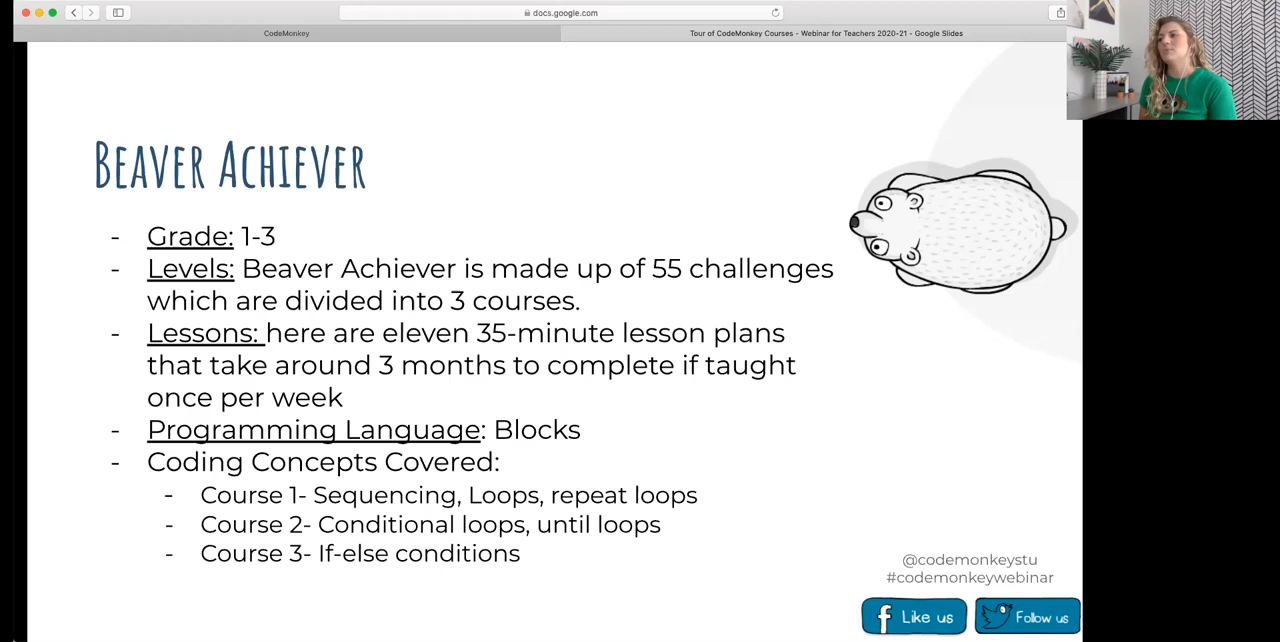 docs.google.com
CodeMonkey
Tour of CodeMonkey Courses - Webinar for Teachers 2020-21 - Google Slides
BEAVER ACHIEVER
- Grade: 1-3
- Levels: Beaver Achiever is made up of 55 challenges
which are divided into 3 courses.
- Lessons: here are eleven 35-minute lesson plans
that take around 3 months to complete if taught
once per week
- Programming Language: Blocks
- Coding Concepts Covered:
- Course 1- Sequencing, Loops, repeat loops
- Course 2- Conditional loops, until loops
- Course 3- If-else conditions
@codemonkeystu
#codemonkeywebinar
f Like us
Follow us